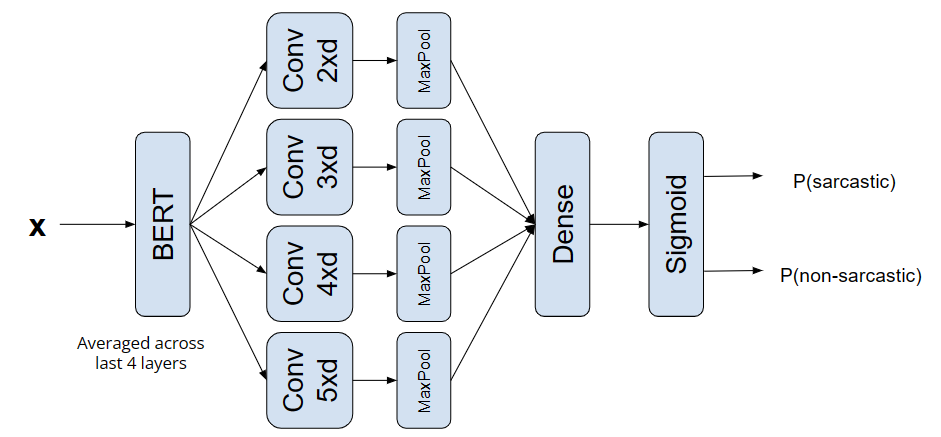 x
BERT
Averaged across
last 4 layers
Conv
2xd
MaxPool
Conv
3xd
MaxPool
Conv
4xd
MaxPool
Conv
5xd
MaxPool
Dense
Sigmoid
P(sarcastic)
P(non-sarcastic)